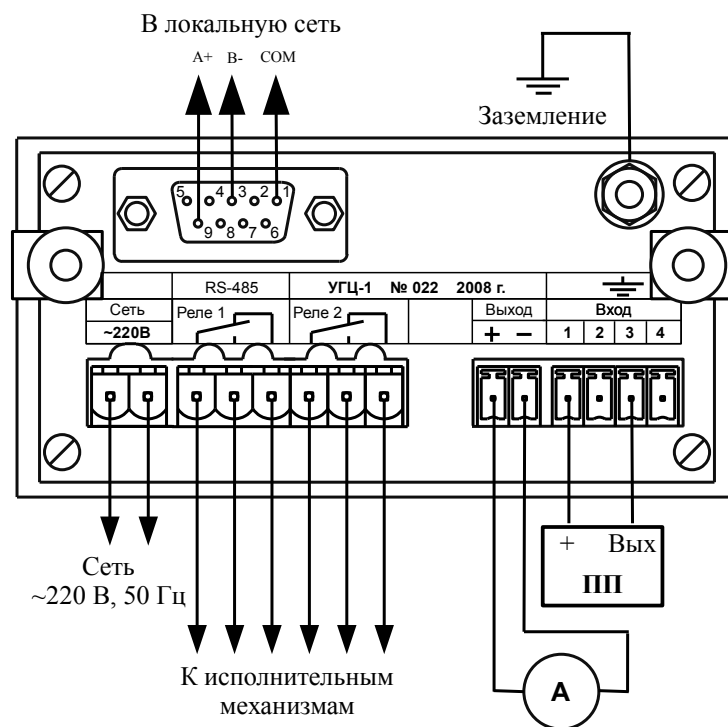 В локальную сеть
А+ В- COM
Заземление
5 4 3 2 1
9 8 7 6
RS-485 УГЦ-1 № 022 2008 г.
Сеть Реле 1 Реле 2 Выход Вход
~220В + – 1 2 3 4
+ Вых
ПП
Сеть
~220 В, 50 Гц
К исполнительным
механизмам
А